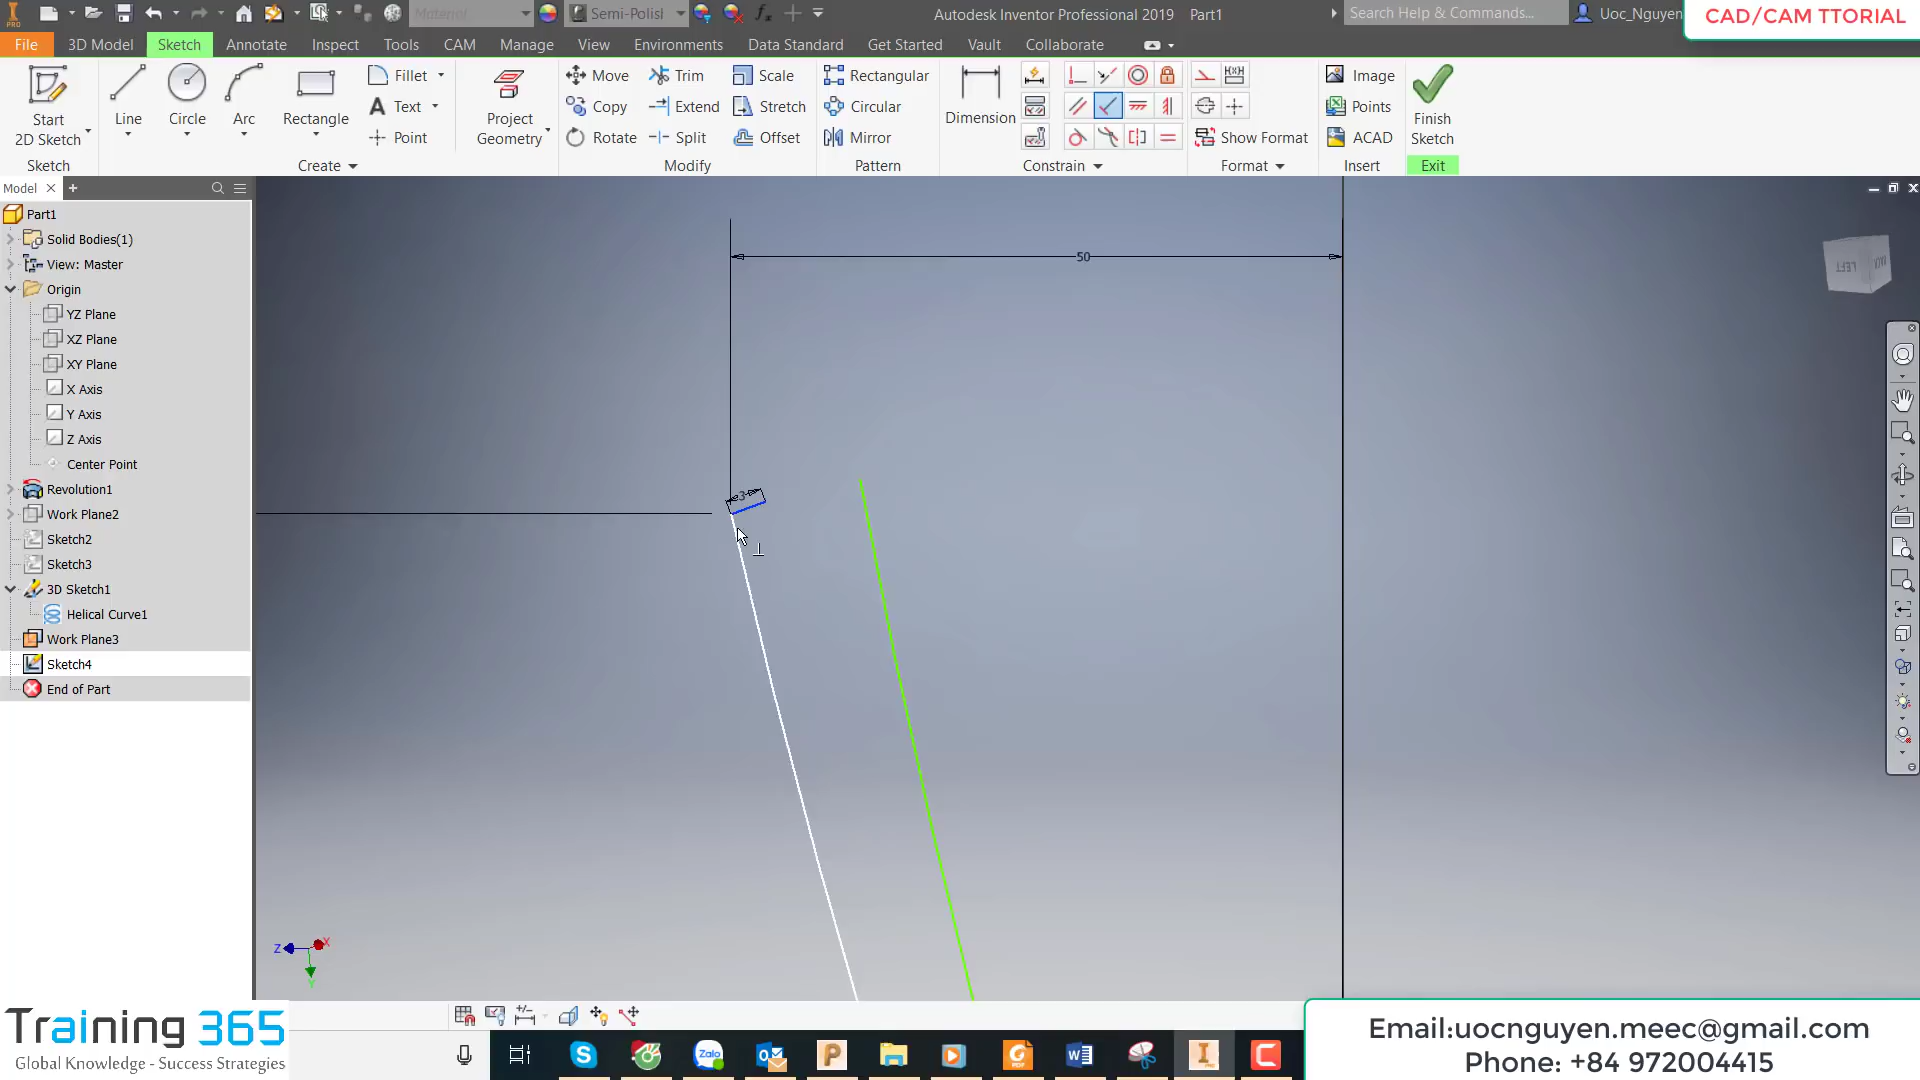 Material
Semi-Polisl
Autodesk Inventor Professional 2019 Part1
Search Help & Commands...
Uoc_Nguyen
CAD/CAM TTORIAL
File 3D Model Sketch Annotate Inspect Tools CAM Manage View Environments Data Standard Get Started Vault Collaborate
Start
2D Sketch
Line
Circle
Arc
Rectangle
Fillet
Text
Point
Project
Geometry
Move
Copy
Rotate
Trim
Extend
Split
Scale
Stretch
Offset
Rectangular
Circular
Mirror
Dimension
Show Format
Image
Points
ACAD
Finish
Sketch
Sketch
Create
Modify
Pattern
Constrain
Format
Insert
Exit
Model
Part1
Solid Bodies(1)
View: Master
Origin
YZ Plane
XZ Plane
XY Plane
X Axis
Y Axis
Z Axis
Center Point
Revolution1
Work Plane2
Sketch2
Sketch3
3D Sketch1
Helical Curve1
Work Plane3
Sketch4
End of Part
50
3
LEFT
BACK
Z
X
Y
Training 365
Global Knowledge - Success Strategies
Zalo
Email:uocnguyen.meec@gmail.com
Phone: +84 972004415